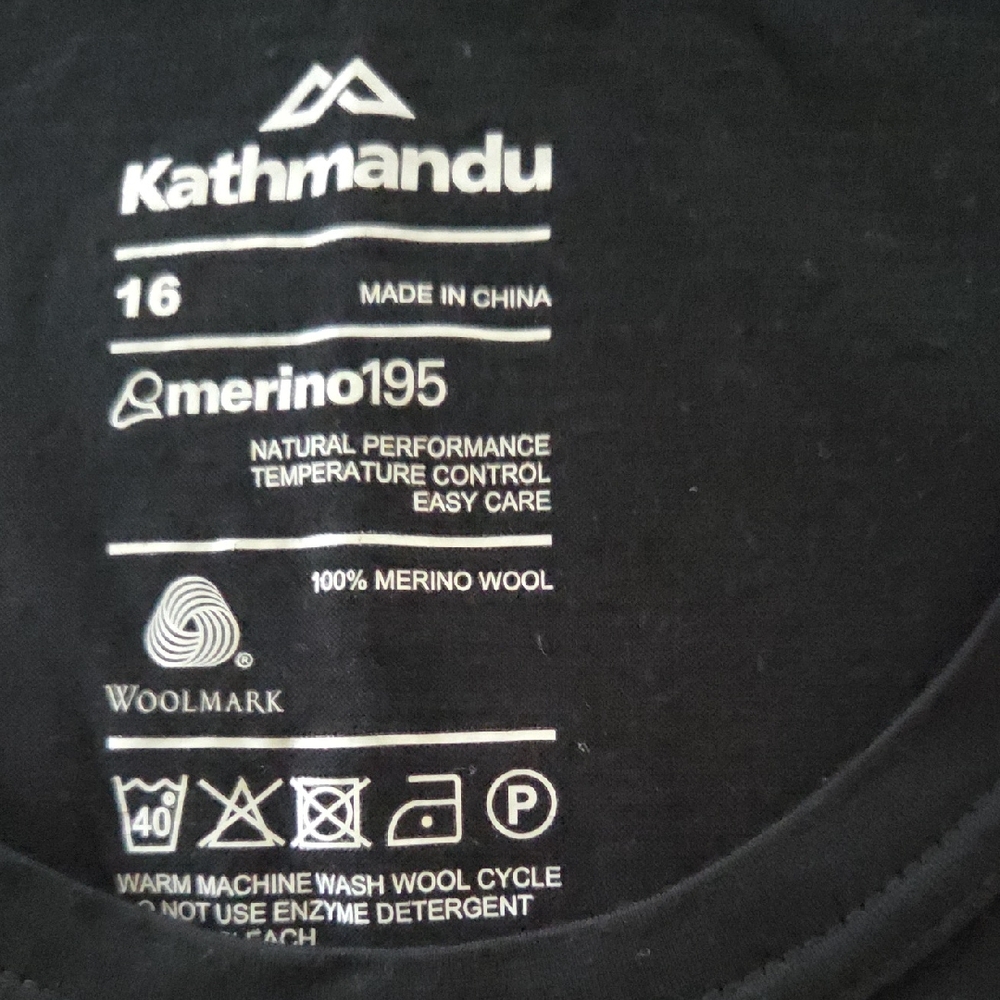 Kathmandu
16 MADE IN CHINA
merino195
NATURAL PERFORMANCE
TEMPERATURE CONTROL
EASY CARE
100% MERINO WOOL
®
WOOLMARK
40° P
WARM MACHINE WASH WOOL CYCLE
NOT USE ENZYME DETERGENT